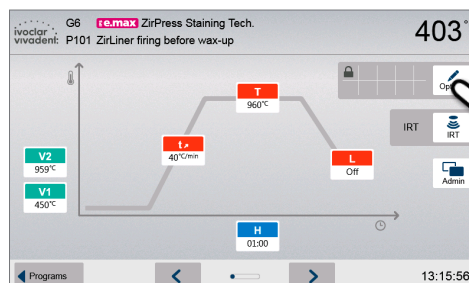 ivoclar
vivadent:
G6 IPS e.max ZirPress Staining Tech.
P101 ZirLiner firing before wax-up
403°
T
960°C
t↗
40°C/min
L
Off
V2
959°C
V1
450°C
H
01:00
IRT
IRT
Admin
Programs
13:15:56